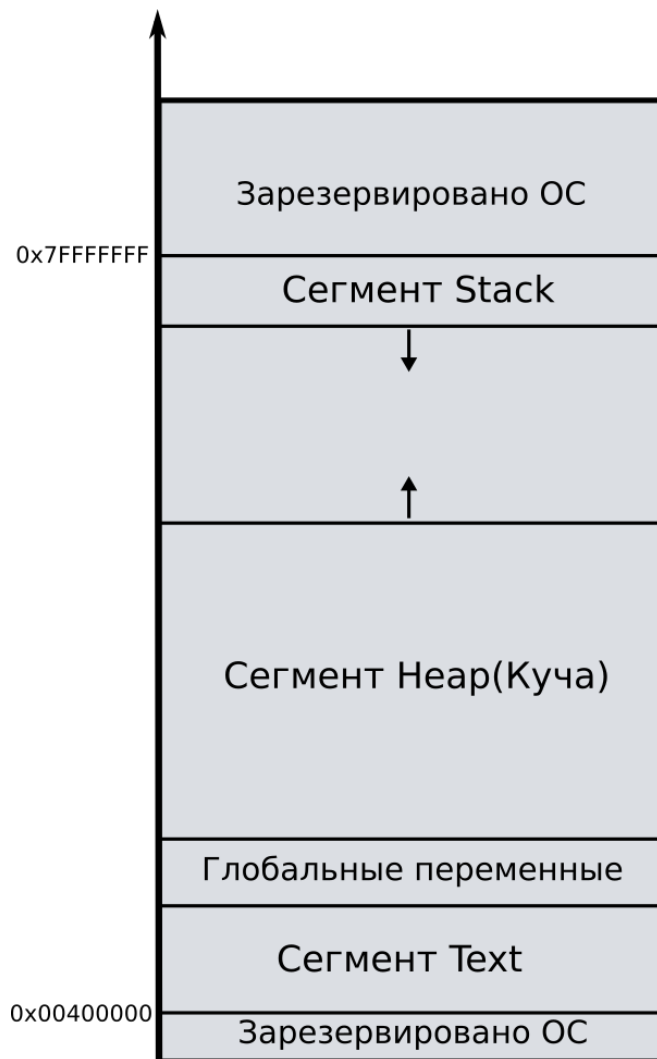 Зарезервировано ОС
0x7FFFFFFF
Сегмент Stack
Сегмент Heap(Куча)
Глобальные переменные
Сегмент Text
0x00400000
Зарезервировано ОС